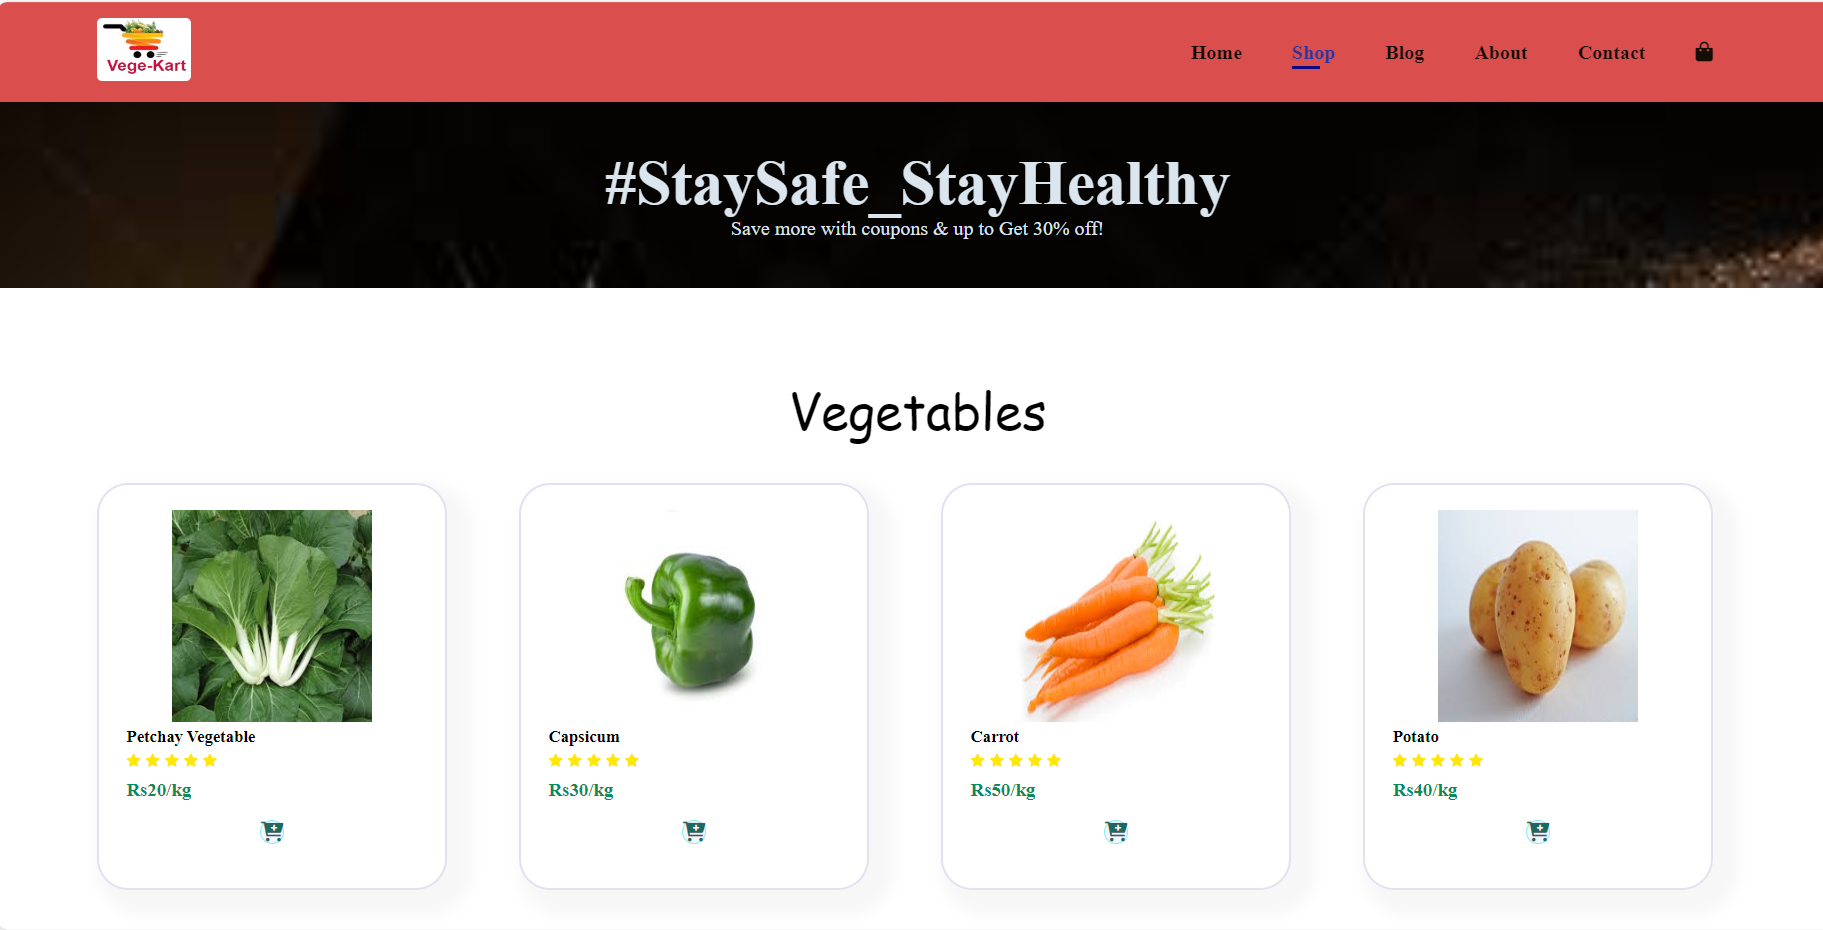 Vege-Kart
Home Shop Blog About Contact
#StaySafe_StayHealthy
Save more with coupons & up to Get 30% off!
Vegetables
Petchay Vegetable
Rs20/kg
Capsicum
Rs30/kg
Carrot
Rs50/kg
Potato
Rs40/kg